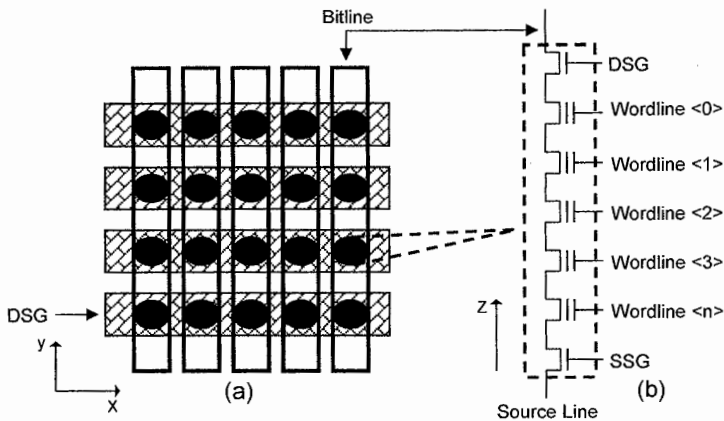 Bitline
DSG
Wordline <0>
Wordline <1>
Wordline <2>
Wordline <3>
Wordline <n>
SSG
Source Line
Z
(b)
DSG
y
x
(a)